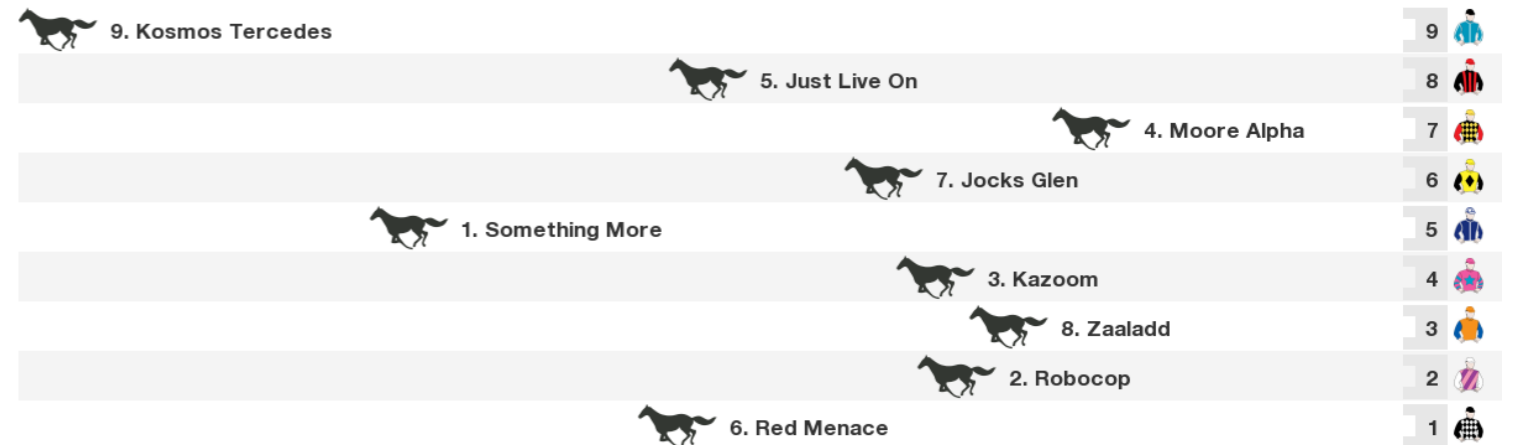 9. Kosmos Tercedes 9
5. Just Live On 8
4. Moore Alpha 7
7. Jocks Glen 6
1. Something More 5
3. Kazoom 4
8. Zaaladd 3
2. Robocop 2
6. Red Menace 1